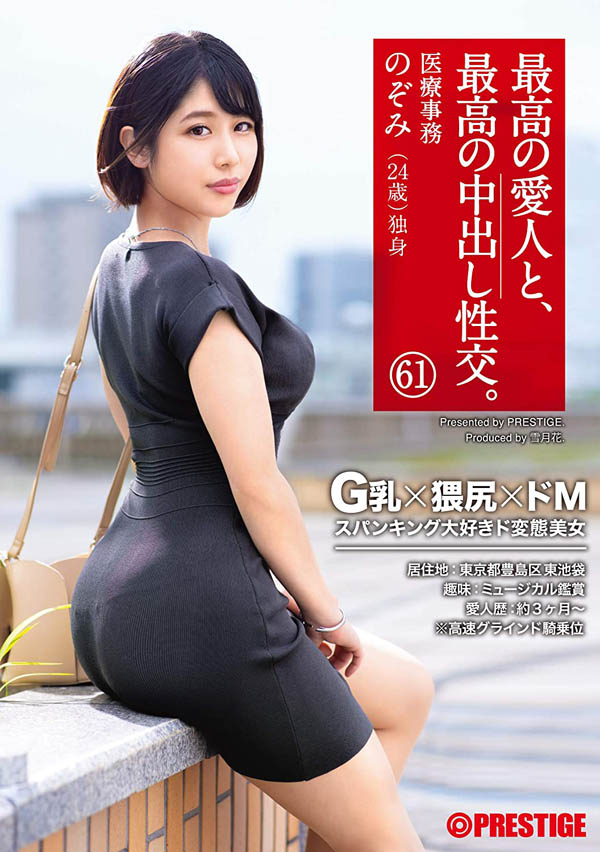 最高の愛人と、
最高の中出し性交。
医療事務
のぞみ（24歳）独身
61
Presented by PRESTIGE.
Produced by 雪月花.
G乳×猥尻×ドM
スパンキング大好きド変態美女
居住地：東京都豊島区 東池袋
趣味：ミュージカル鑑賞
愛人歴：約３ヶ月〜
※高速グラインド騎乗位
@PRESTIGE